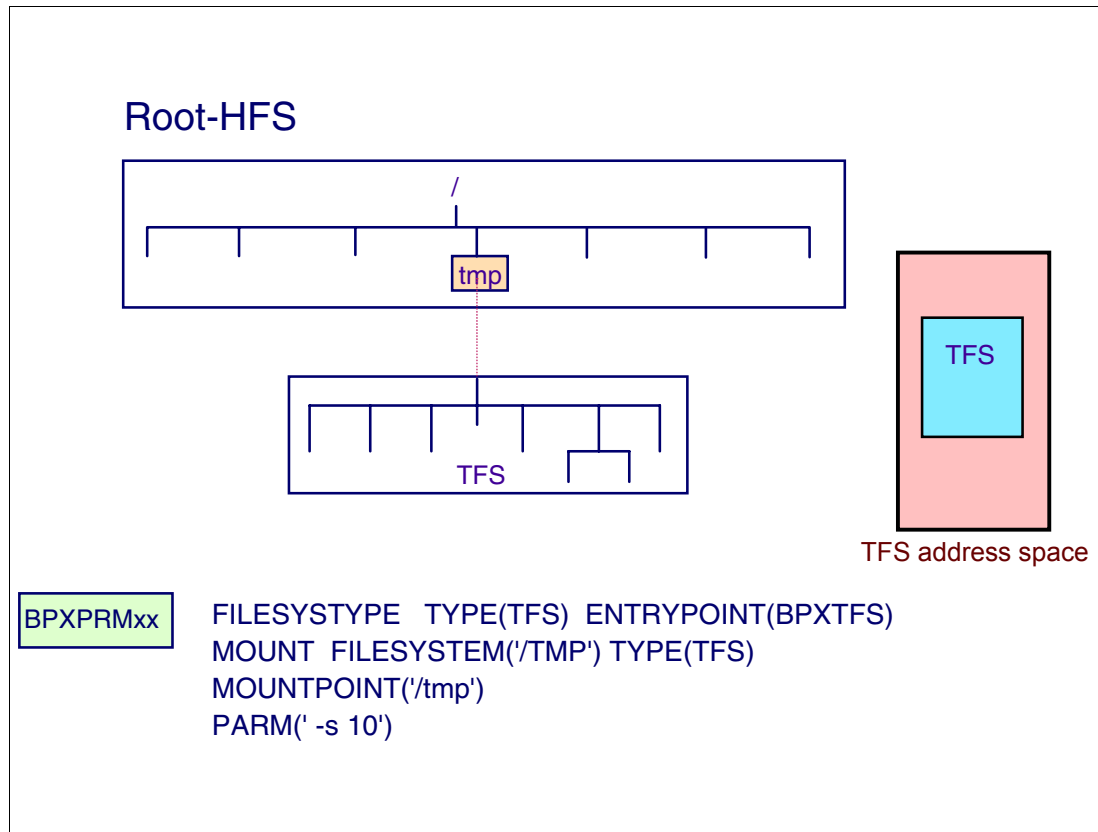 Root-HFS
/
tmp
TFS
TFS
TFS address space
BPXPRMxx
FILESYSTYPE TYPE(TFS) ENTRYPOINT(BPXTFS)
MOUNT FILESYSTEM('/TMP') TYPE(TFS)
MOUNTPOINT('/tmp')
PARM(' -s 10')